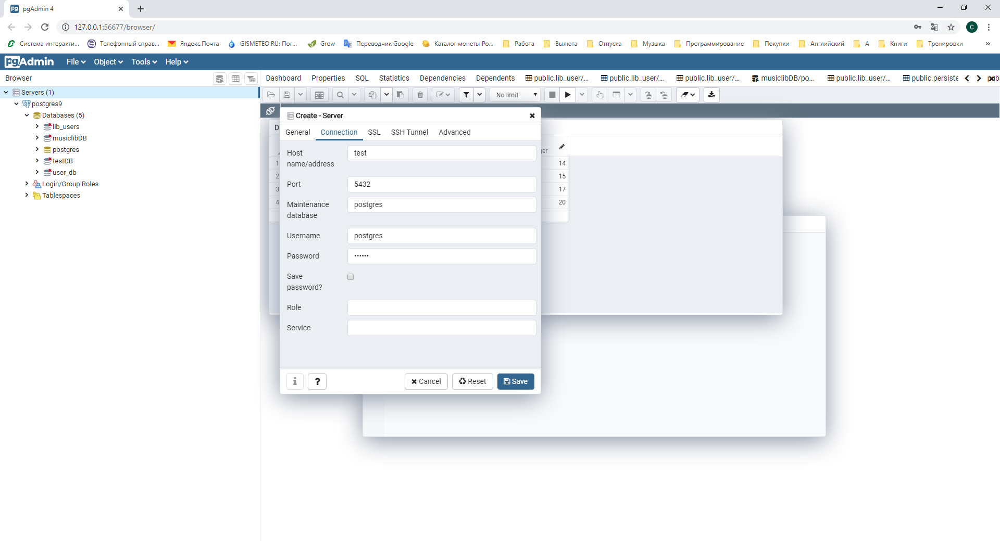 pgAdmin 4
127.0.0.1:56677/browser/
C
Система интеракти... Телефонный справ... Яндекс.Почта GISMETEO.RU: Пог... Grow Переводчик Google Каталог монеты Ро... Работа Вылюта Отпуска Музыка Программирование Покупки Английский А Книги Тренировки »
pgAdmin File Object Tools Help
Browser
Dashboard Properties SQL Statistics Dependencies Dependents public.lib_user/... public.lib_user/... public.lib_user/... musiclibDB/po... public.lib_user/... public.persiste
No limit
Servers (1)
postgres9
Databases (5)
lib_users
musiclibDB
postgres
testDB
user_db
Login/Group Roles
Tablespaces
Create - Server
D
General Connection SSL SSH Tunnel Advanced
Host name/address test
Port 5432
Maintenance database postgres
Username postgres
Password ••••••
Save password?
Role
Service
ger
1 14
2 15
3 17
4 20
i ? Cancel Reset Save